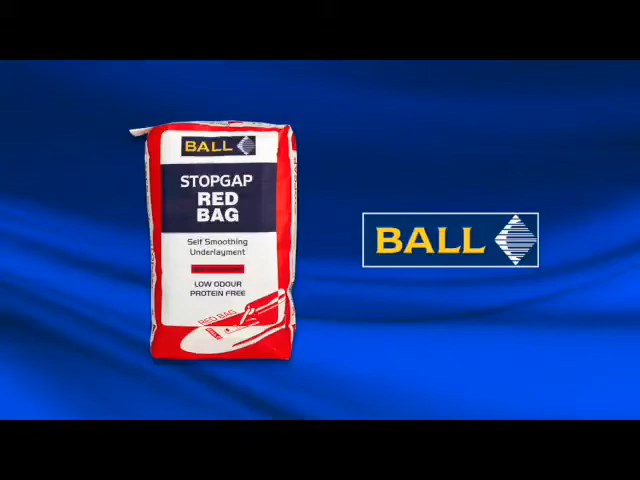 BALL
STOPGAP
RED
BAG
Self Smoothing
Underlayment
LOW ODOUR
PROTEIN FREE
RED BAG
BALL